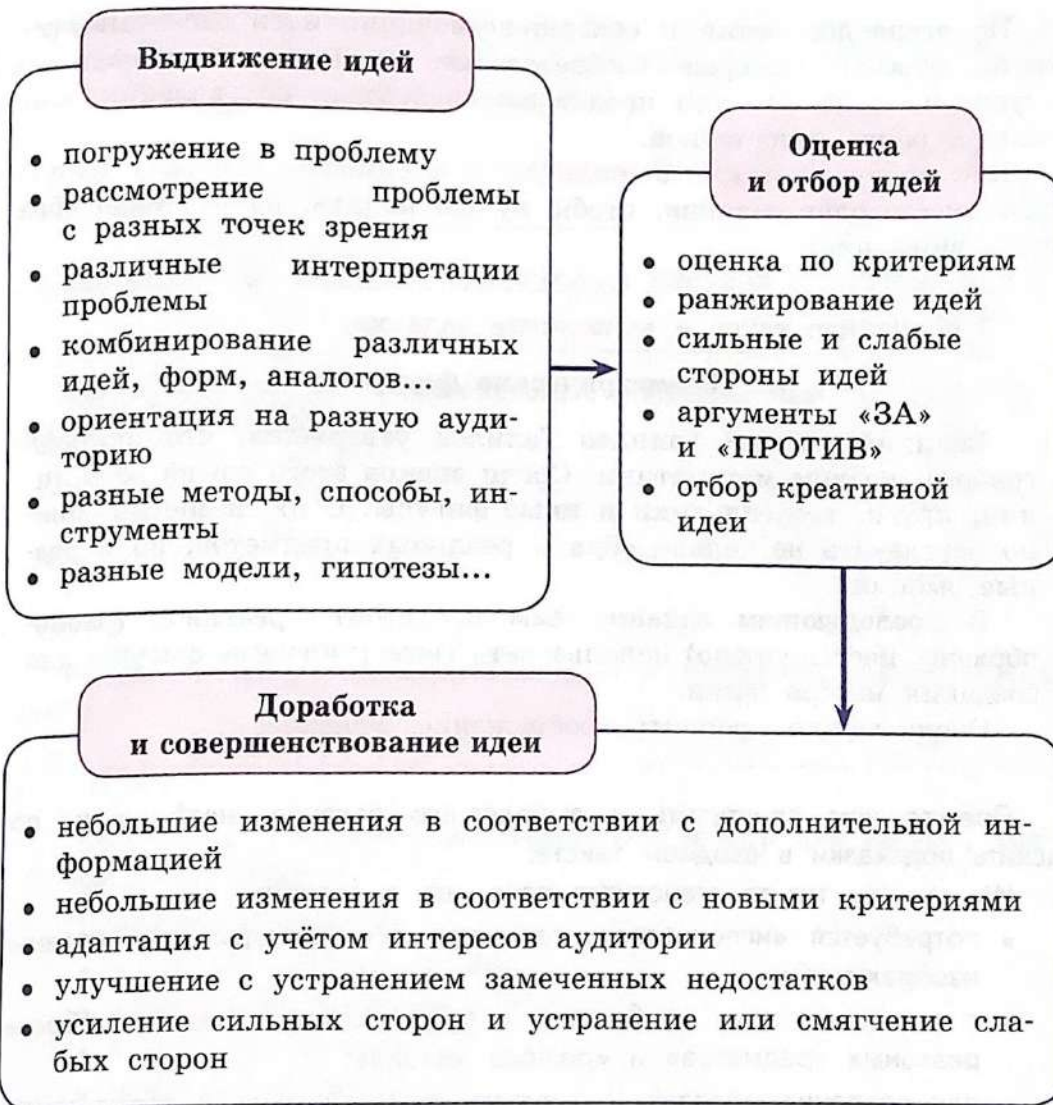 Выдвижение идей
• погружение в проблему
• рассмотрение проблемы
с разных точек зрения
• различные интерпретации
проблемы
• комбинирование различных
идей, форм, аналогов...
• ориентация на разную ауди-
торию
• разные методы, способы, ин-
струменты
• разные модели, гипотезы...
Оценка
и отбор идей
• оценка по критериям
• ранжирование идей
• сильные и слабые
стороны идей
• аргументы «ЗА»
и «ПРОТИВ»
• отбор креативной
идеи
Доработка
и совершенствование идеи
• небольшие изменения в соответствии с дополнительной ин-
формацией
• небольшие изменения в соответствии с новыми критериями
• адаптация с учётом интересов аудитории
• улучшение с устранением замеченных недостатков
• усиление сильных сторон и устранение или смягчение сла-
бых сторон